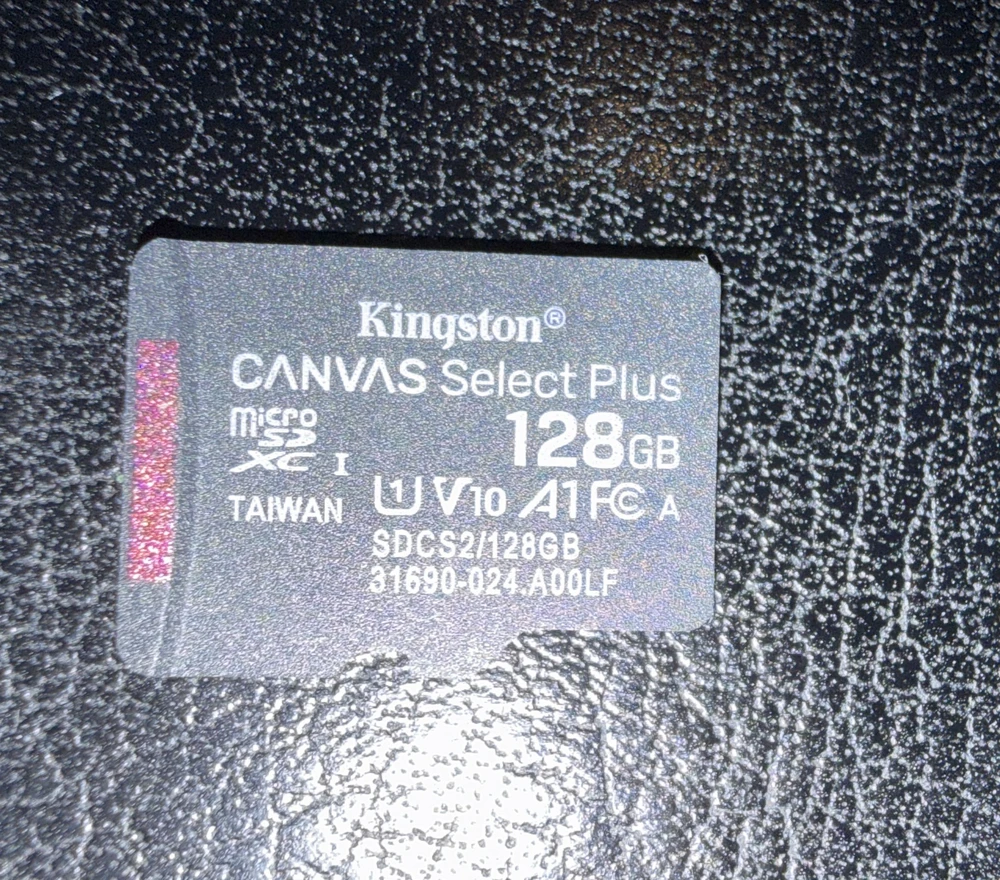 Kingston®
CANVAS Select Plus
Micro SD XC I
128GB
TAIWAN U1 V10 A1 FC A
SDCS2/128GB
31690-024.A00LF